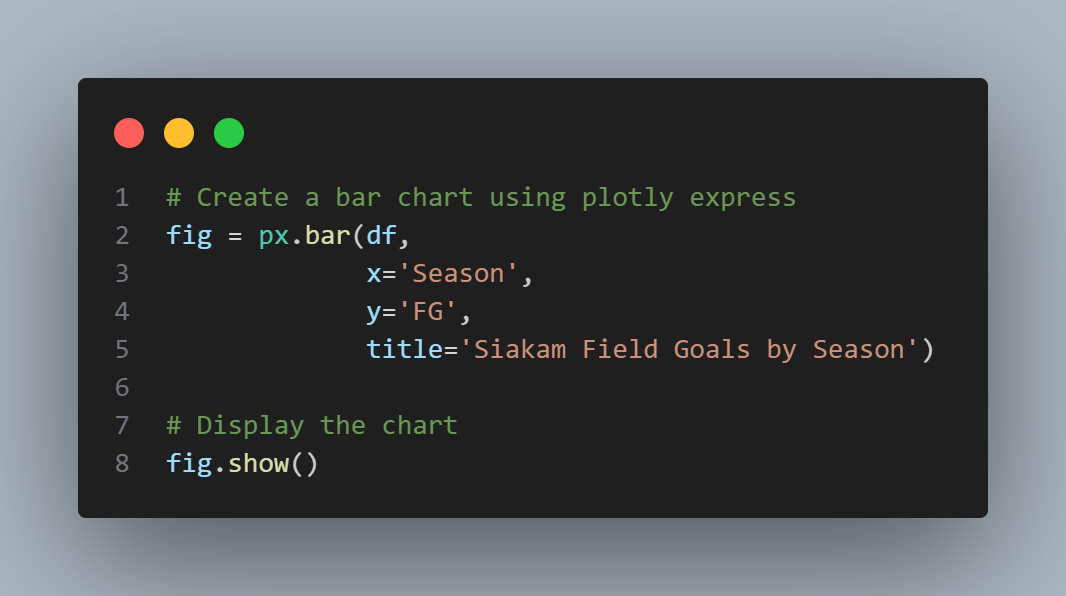 1 # Create a bar chart using plotly express
2 fig = px.bar(df,
3              x='Season',
4              y='FG',
5              title='Siakam Field Goals by Season')
6
7 # Display the chart
8 fig.show()